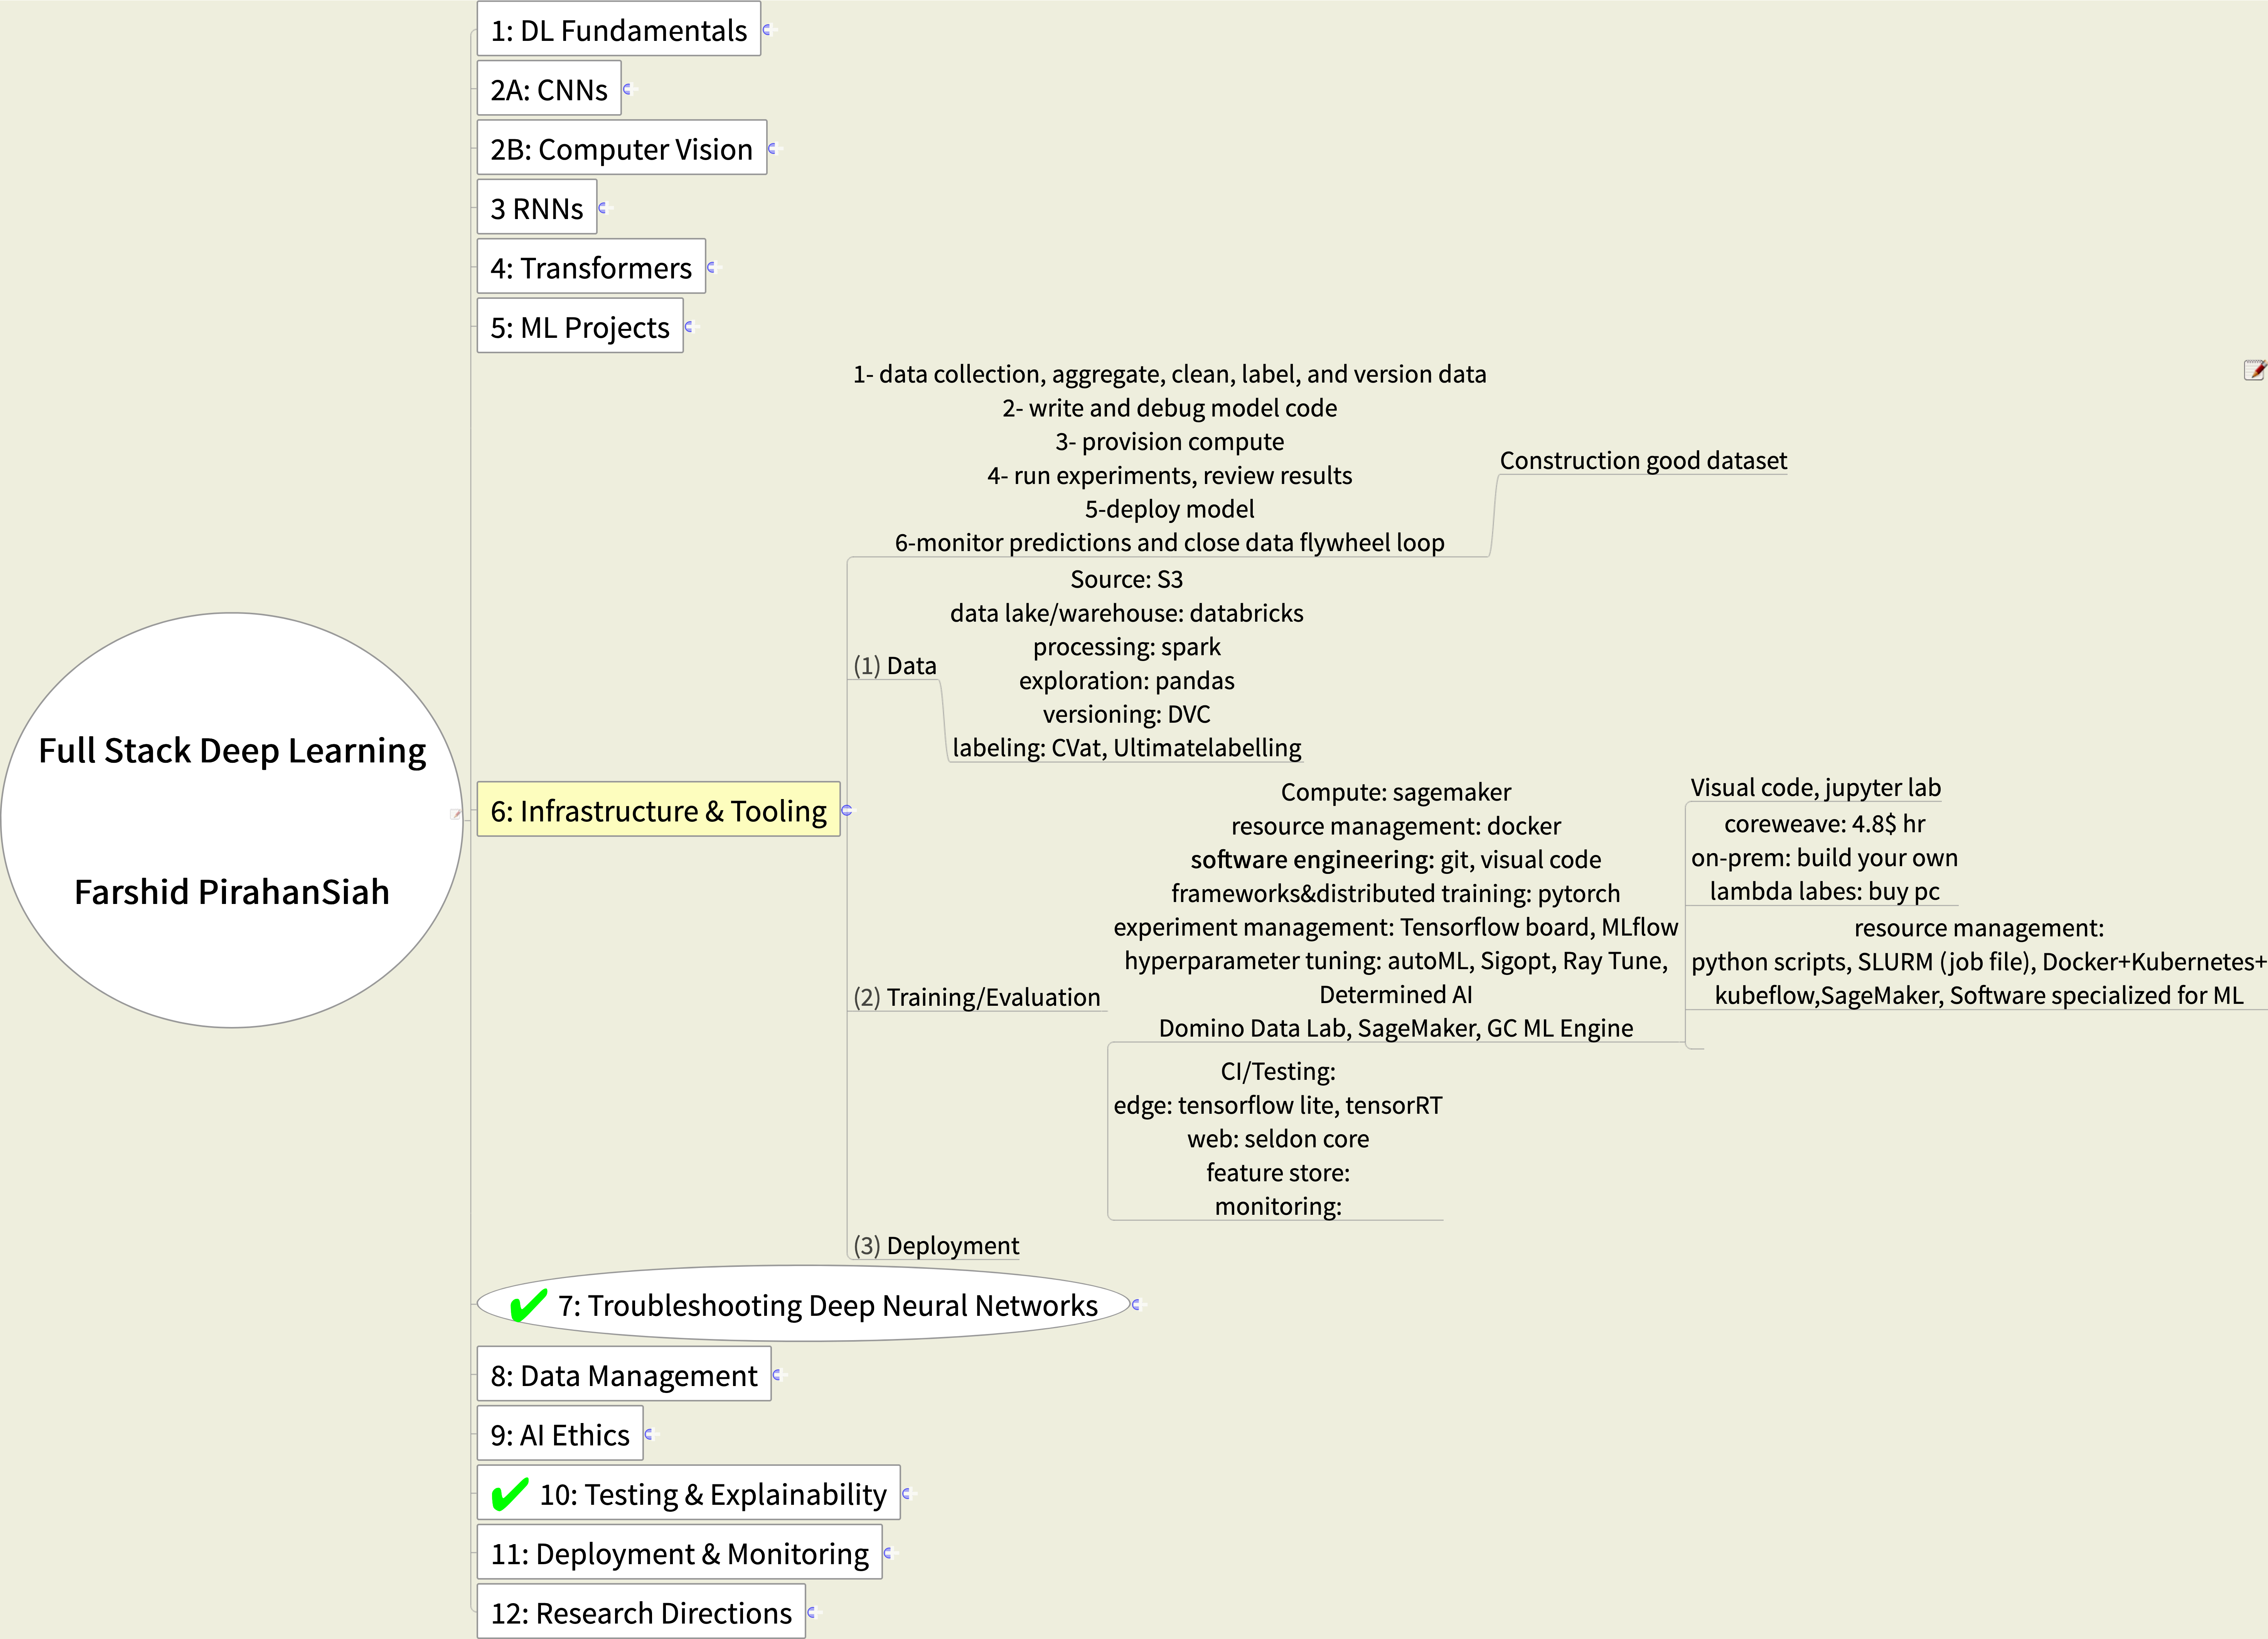 Full Stack Deep Learning
Farshid PirahanSiah
1: DL Fundamentals
2A: CNNs
2B: Computer Vision
3 RNNs
4: Transformers
5: ML Projects
6: Infrastructure & Tooling
1- data collection, aggregate, clean, label, and version data
2- write and debug model code
3- provision compute
4- run experiments, review results
5-deploy model
6-monitor predictions and close data flywheel loop
Construction good dataset
(1) Data
Source: S3
data lake/warehouse: databricks
processing: spark
exploration: pandas
versioning: DVC
labeling: CVat, Ultimatelabelling
(2) Training/Evaluation
Compute: sagemaker
resource management: docker
software engineering: git, visual code
frameworks&distributed training: pytorch
experiment management: Tensorflow board, MLflow
hyperparameter tuning: autoML, Sigopt, Ray Tune,
Determined AI
Domino Data Lab, SageMaker, GC ML Engine
Visual code, jupyter lab
coreweave: 4.8$ hr
on-prem: build your own
lambda labes: buy pc
resource management:
python scripts, SLURM (job file), Docker+Kubernetes+
kubeflow,SageMaker, Software specialized for ML
CI/Testing:
edge: tensorflow lite, tensorRT
web: seldon core
feature store:
monitoring:
(3) Deployment
7: Troubleshooting Deep Neural Networks
8: Data Management
9: AI Ethics
10: Testing & Explainability
11: Deployment & Monitoring
12: Research Directions